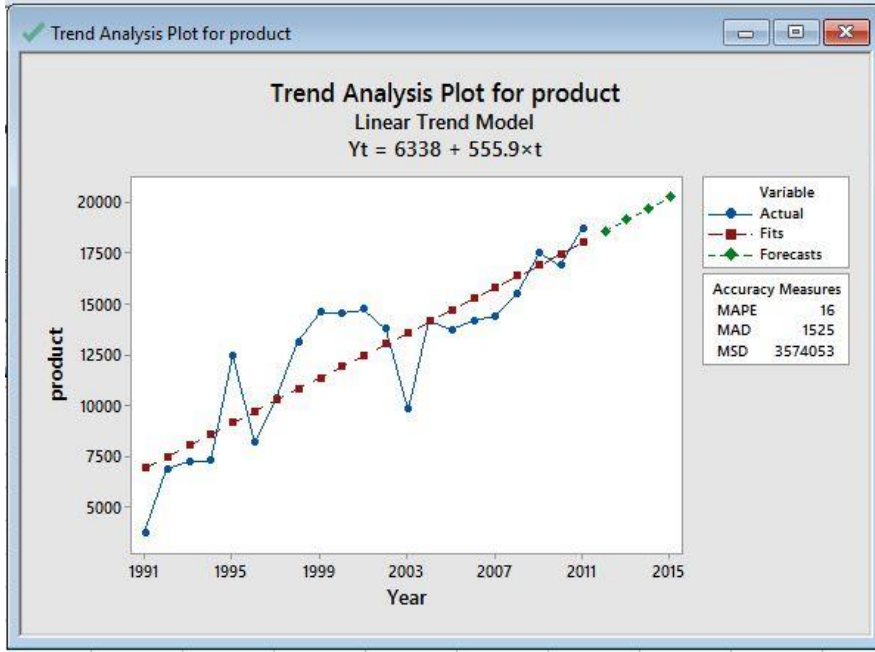 Trend Analysis Plot for product
Trend Analysis Plot for product
Linear Trend Model
Yt = 6338 + 555.9×t
20000
17500
15000
12500
10000
7500
5000
product
1991 1995 1999 2003 2007 2011 2015
Year
Variable
Actual
Fits
Forecasts
Accuracy Measures
MAPE 16
MAD 1525
MSD 3574053